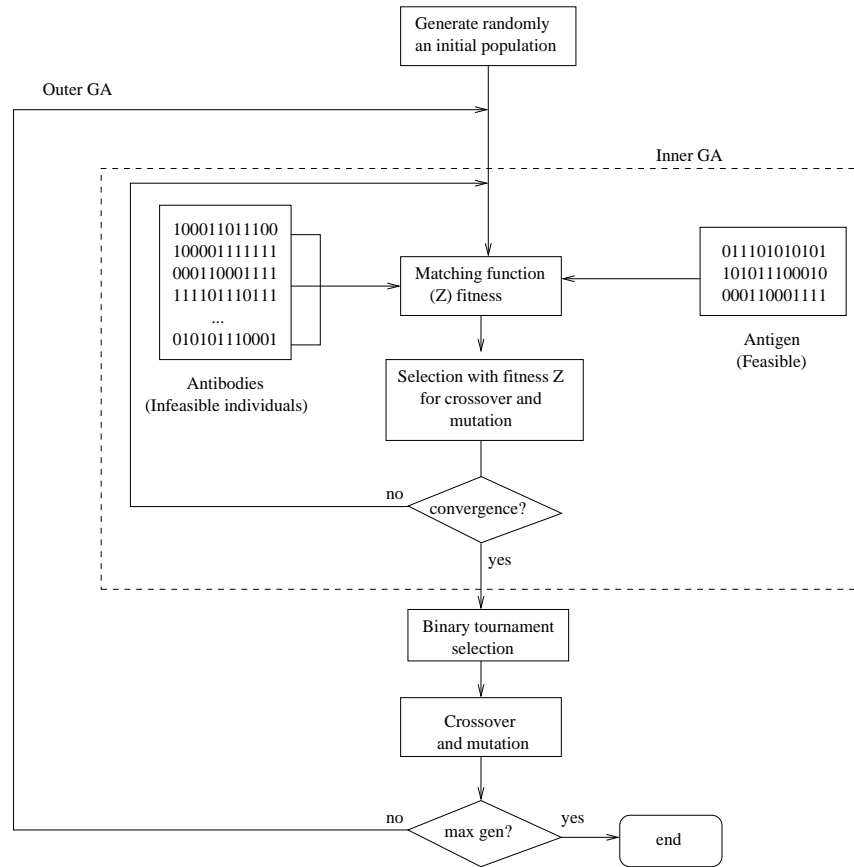 Generate randomly
an initial population
Outer GA
Inner GA
100011011100
100001111111
000110001111
111101110111
...
010101110001
Antibodies
(Infeasible individuals)
Matching function
(Z) fitness
011101010101
101011100010
000110001111
Antigen
(Feasible)
Selection with fitness Z
for crossover and
mutation
no
convergence?
yes
Binary tournament
selection
Crossover
and mutation
no
max gen?
yes
end